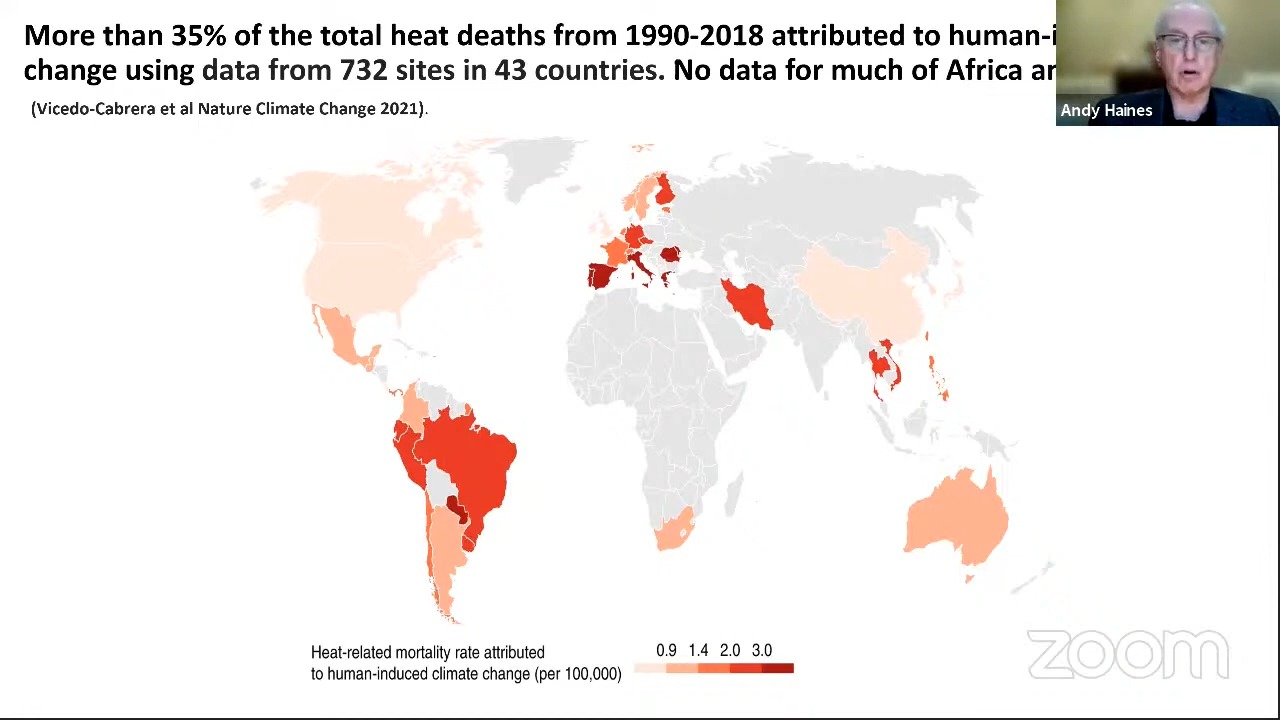 More than 35% of the total heat deaths from 1990-2018 attributed to human-i
change using data from 732 sites in 43 countries. No data for much of Africa ar
(Vicedo-Cabrera et al Nature Climate Change 2021).
Andy Haines
Heat-related mortality rate attributed
to human-induced climate change (per 100,000)
0.9 1.4 2.0 3.0
zoom